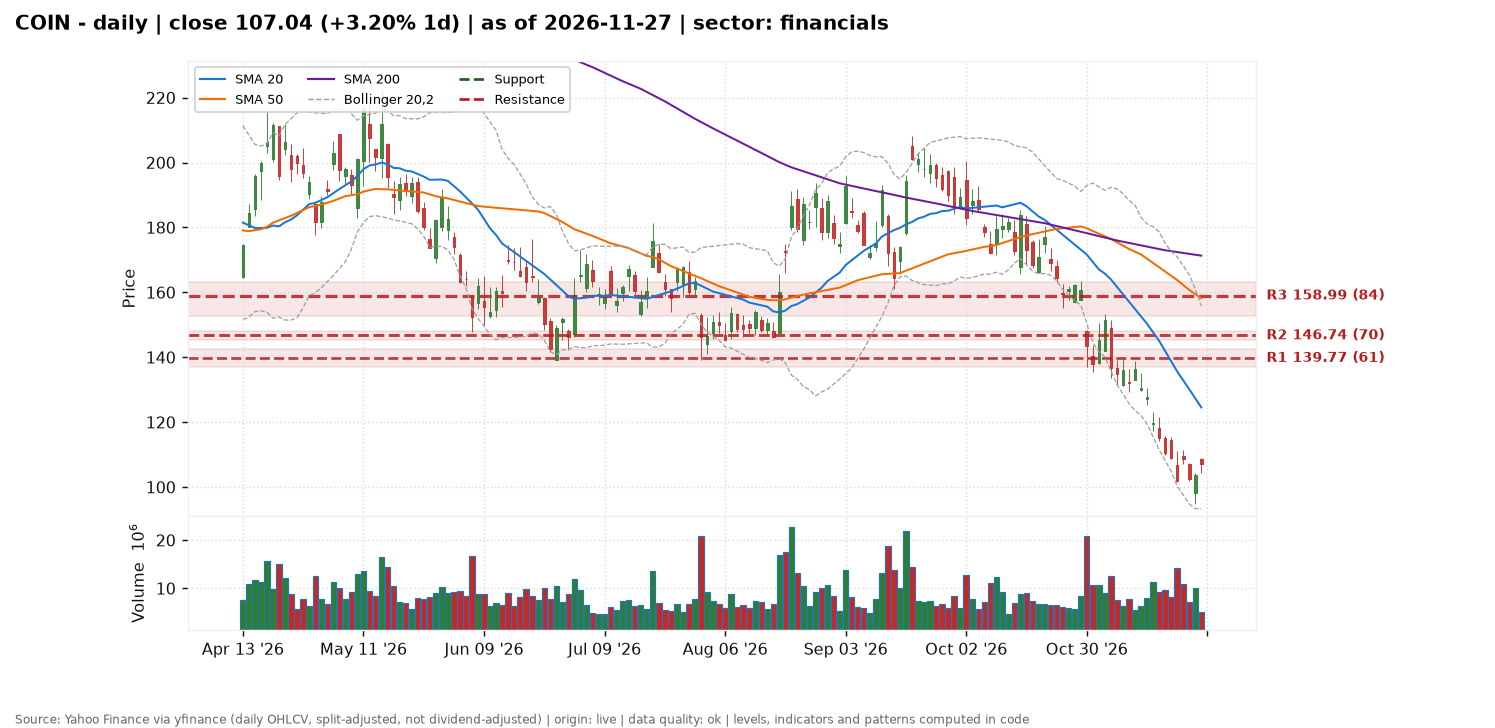 COIN - daily | close 107.04 (+3.20% 1d) | as of 2026-11-27 | sector: financials
SMA 20
SMA 50
SMA 200
Bollinger 20,2
Support
Resistance
Price
220
200
180
160
140
120
100
R3 158.99 (84)
R2 146.74 (70)
R1 139.77 (61)
Volume 10⁶
20
10
Apr 13 '26
May 11 '26
Jun 09 '26
Jul 09 '26
Aug 06 '26
Sep 03 '26
Oct 02 '26
Oct 30 '26
Source: Yahoo Finance via yfinance (daily OHLCV, split-adjusted, not dividend-adjusted) | origin: live | data quality: ok | levels, indicators and patterns computed in code